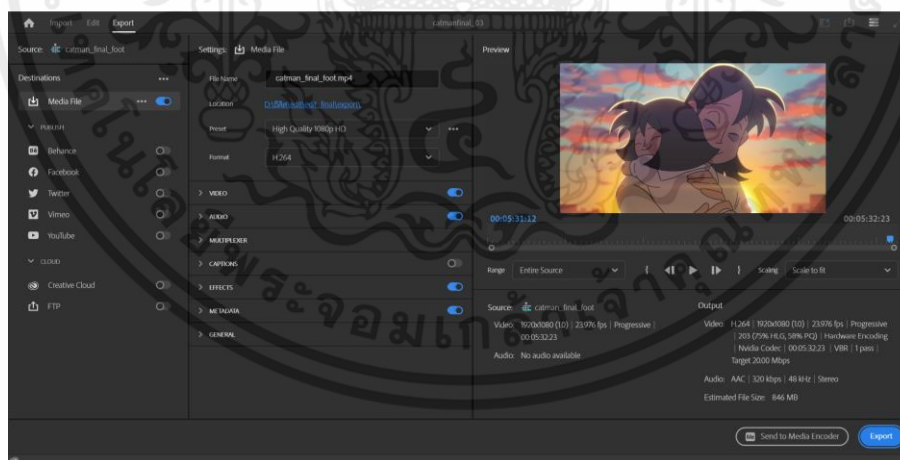 Import Edit Export
catmanfinal_03
Source: catman_final_foot
Settings: Media File
Preview
Destinations
Media File
PUBLISH
Behance
Facebook
Twitter
Vimeo
YouTube
CLOUD
Creative Cloud
FTP
File Name catman_final_foot.mp4
Location
Preset High Quality 1080p HD
Format H.264
VIDEO
AUDIO
MULTIPLEXER
CAPTIONS
EFFECTS
METADATA
GENERAL
00:05:31:12
00:05:32:23
Range Entire Source
Scaling Scale to fit
Source: catman_final_foot
Video: 1920x1080 (1.0) | 23.976 fps | Progressive |
00:05:32:23
Audio: No audio available
Output
Video: H.264 | 1920x1080 (1.0) | 23.976 fps | Progressive
| 203 (75% HLG, 58% PQ) | Hardware Encoding
| Nvidia Codec | 00:05:32:23 | VBR | 1 pass |
Target 20.00 Mbps
Audio: AAC | 320 kbps | 48 kHz | Stereo
Estimated File Size: 846 MB
Send to Media Encoder
Export